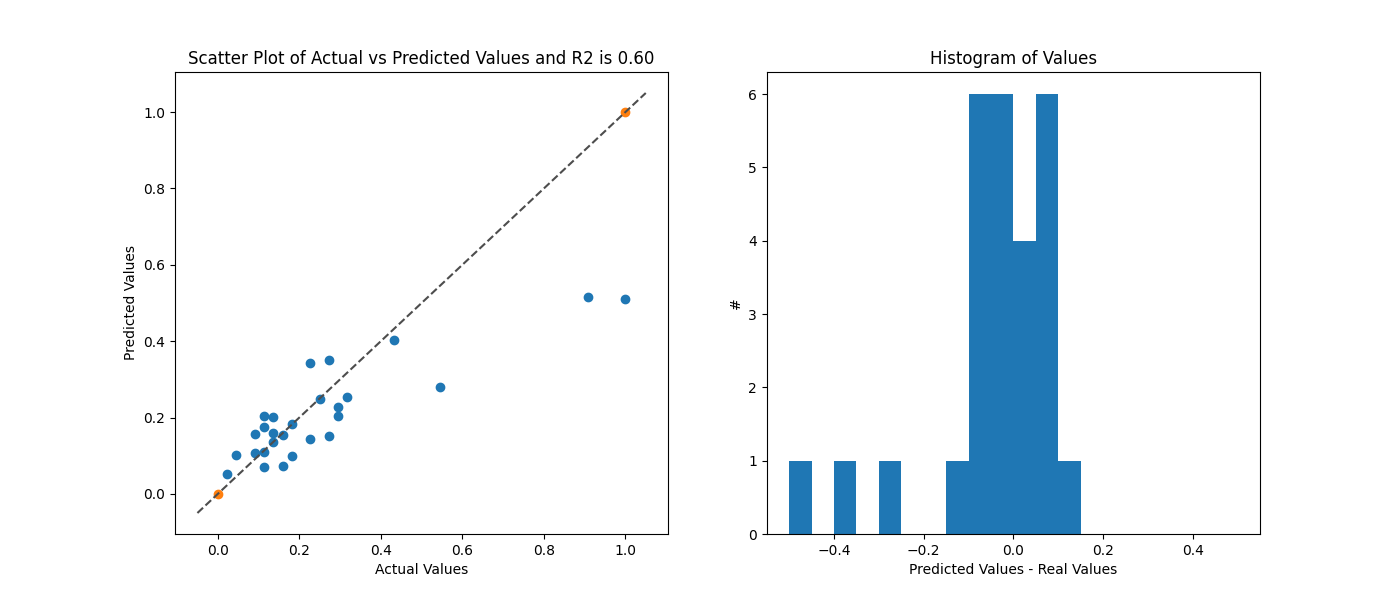 Scatter Plot of Actual vs Predicted Values and R2 is 0.60
1.0
0.8
0.6
0.4
0.2
0.0
Predicted Values
0.0 0.2 0.4 0.6 0.8 1.0
Actual Values
Histogram of Values
6
5
4
3
2
1
0
#
−0.4 −0.2 0.0 0.2 0.4
Predicted Values - Real Values